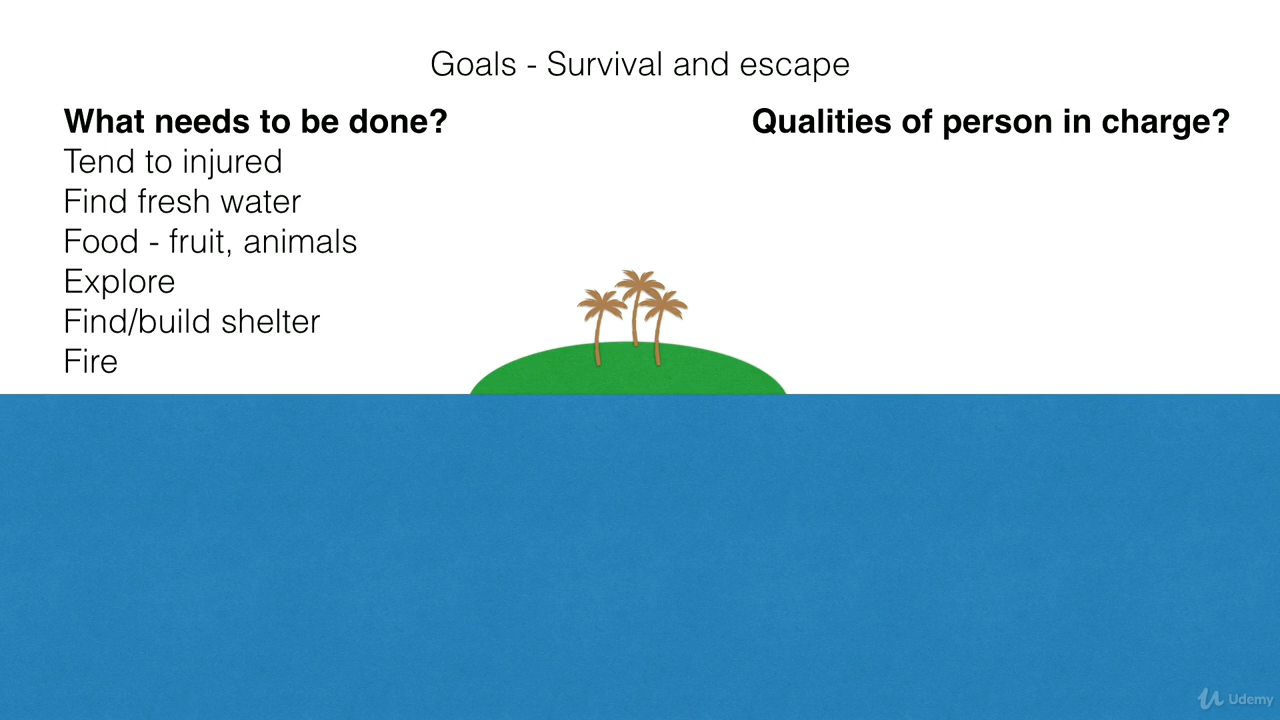 Goals - Survival and escape
What needs to be done?
Tend to injured
Find fresh water
Food - fruit, animals
Explore
Find/build shelter
Fire
Qualities of person in charge?
Udemy